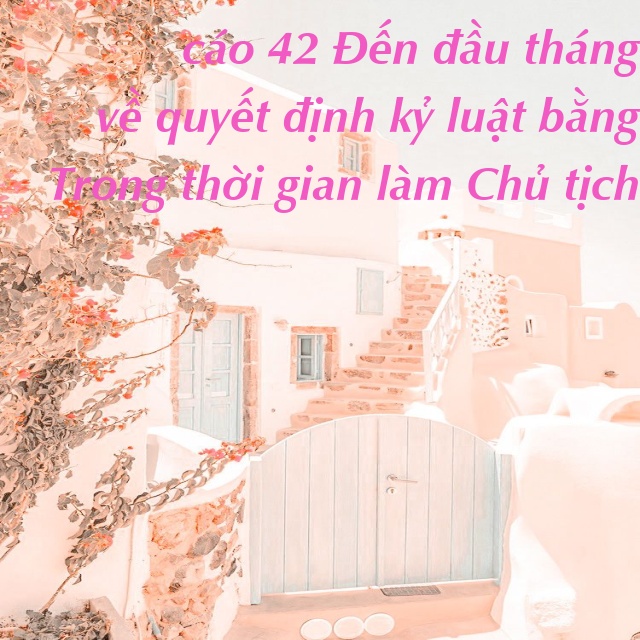 cáo 42 Đến đầu tháng
về quyết định kỷ luật bằng
Trong thời gian làm Chủ tịch